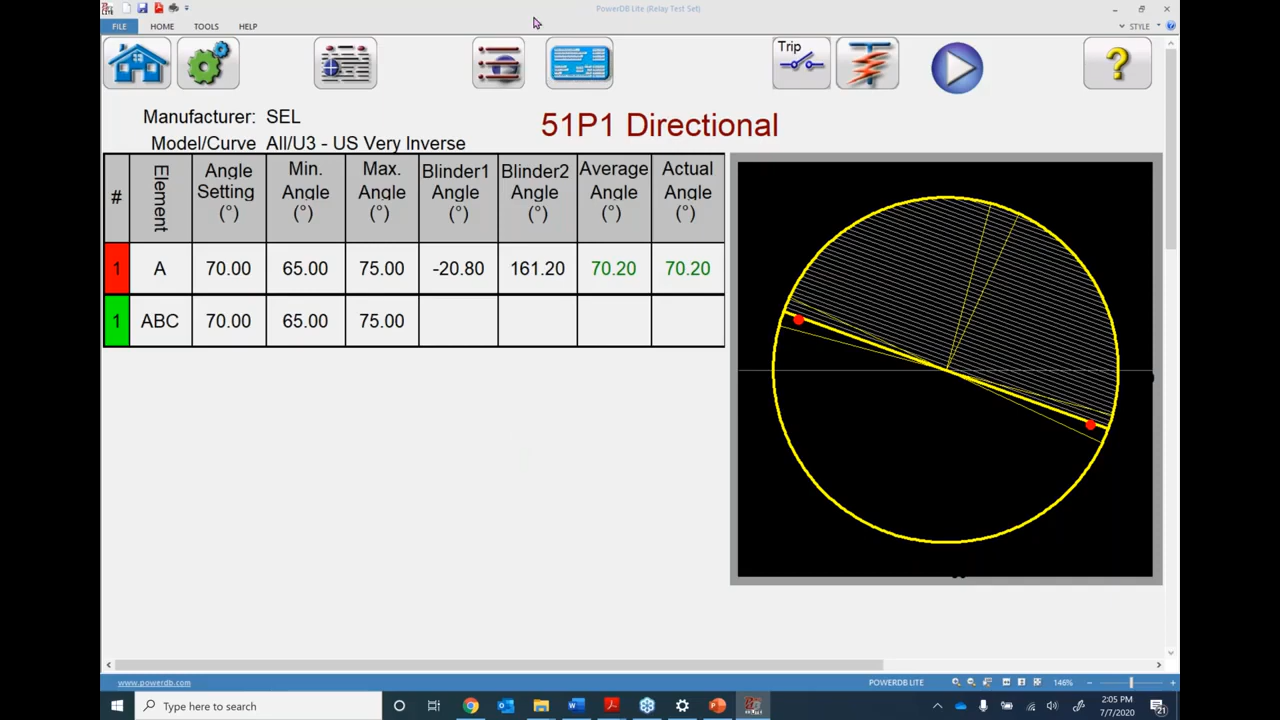 PowerDB Lite (Relay Test Set)
FILE HOME TOOLS HELP STYLE
Trip
?
Manufacturer: SEL
Model/Curve All/U3 - US Very Inverse
51P1 Directional
# Element Angle Setting (°) Min. Angle (°) Max. Angle (°) Blinder1 Angle (°) Blinder2 Angle (°) Average Angle (°) Actual Angle (°)
1 A 70.00 65.00 75.00 -20.80 161.20 70.20 70.20
1 ABC 70.00 65.00 75.00
www.powerdb.com POWERDB LITE 146%
Type here to search
2:05 PM
7/7/2020
21